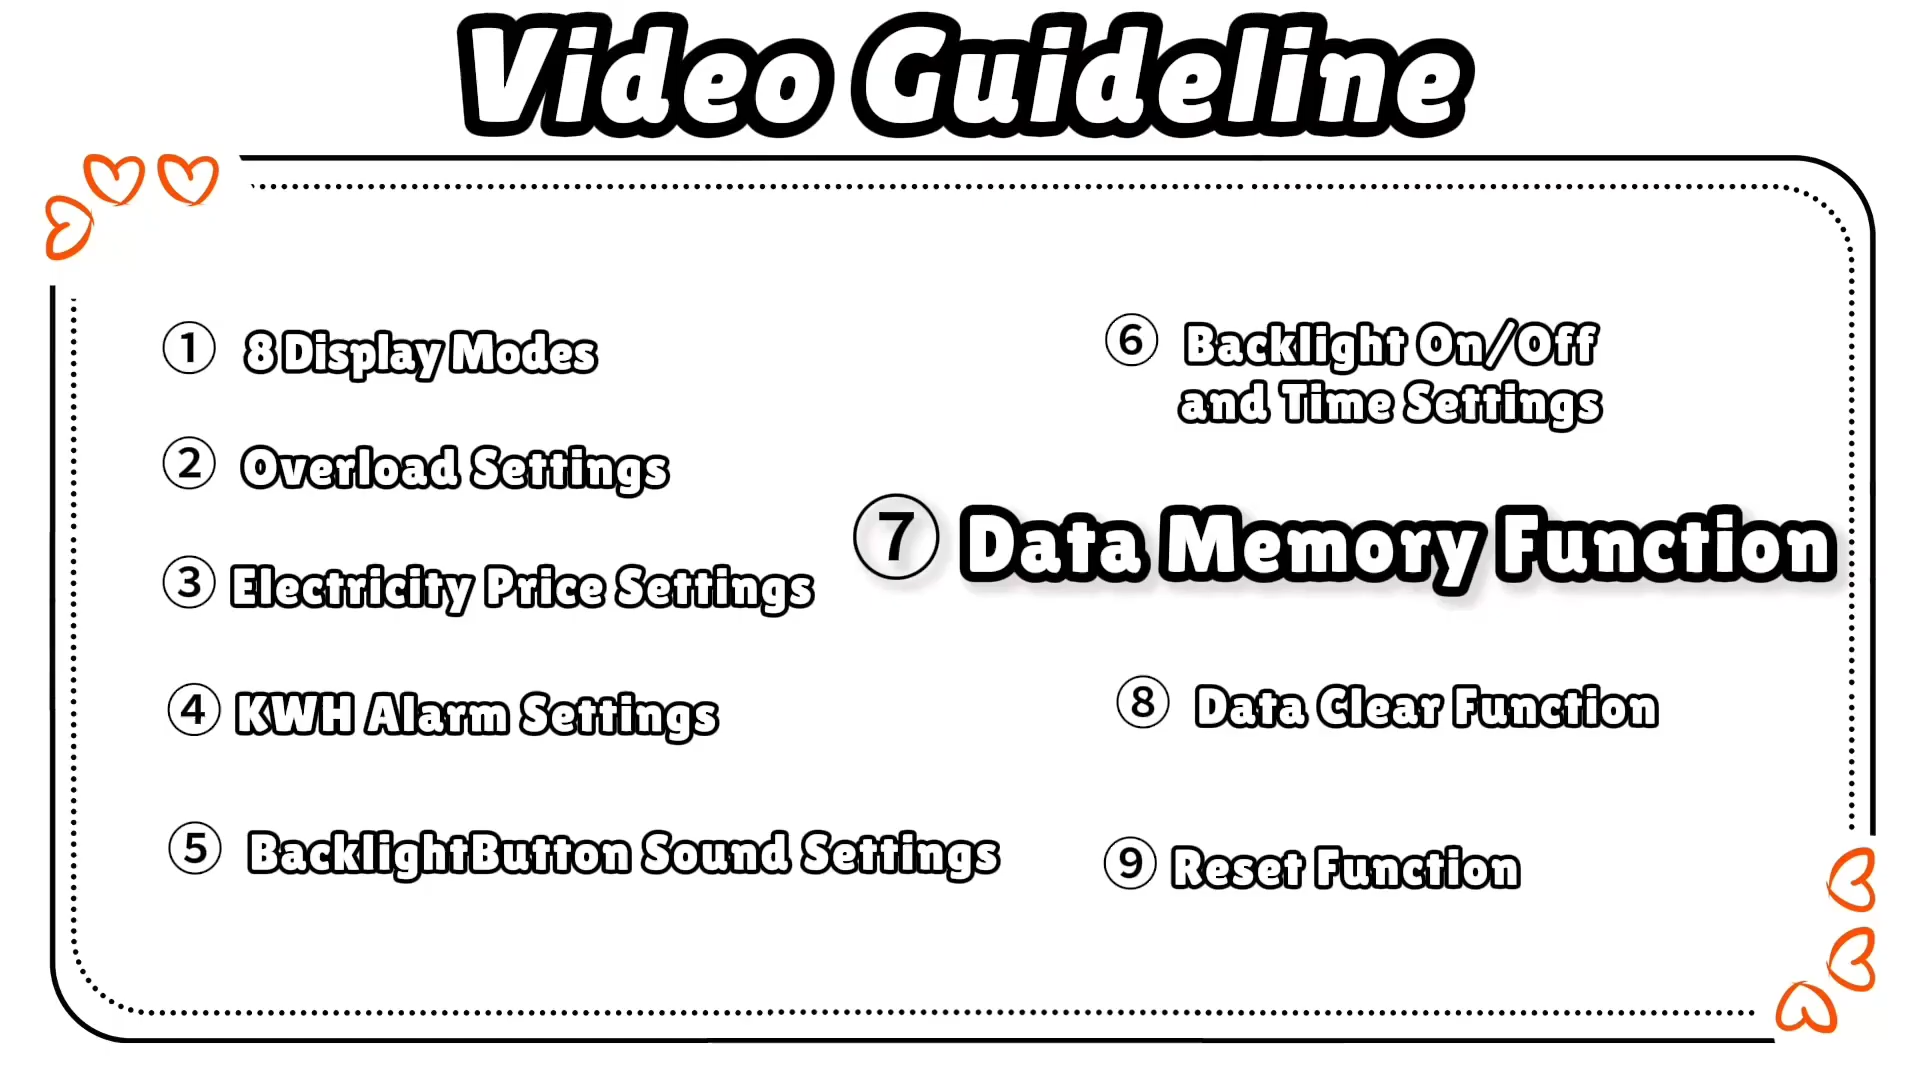 Video Guideline
① 8 Display Modes
② Overload Settings
③ Electricity Price Settings
④ KWH Alarm Settings
⑤ BacklightButton Sound Settings
⑥ Backlight On/Off
and Time Settings
⑦ Data Memory Function
⑧ Data Clear Function
⑨ Reset Function